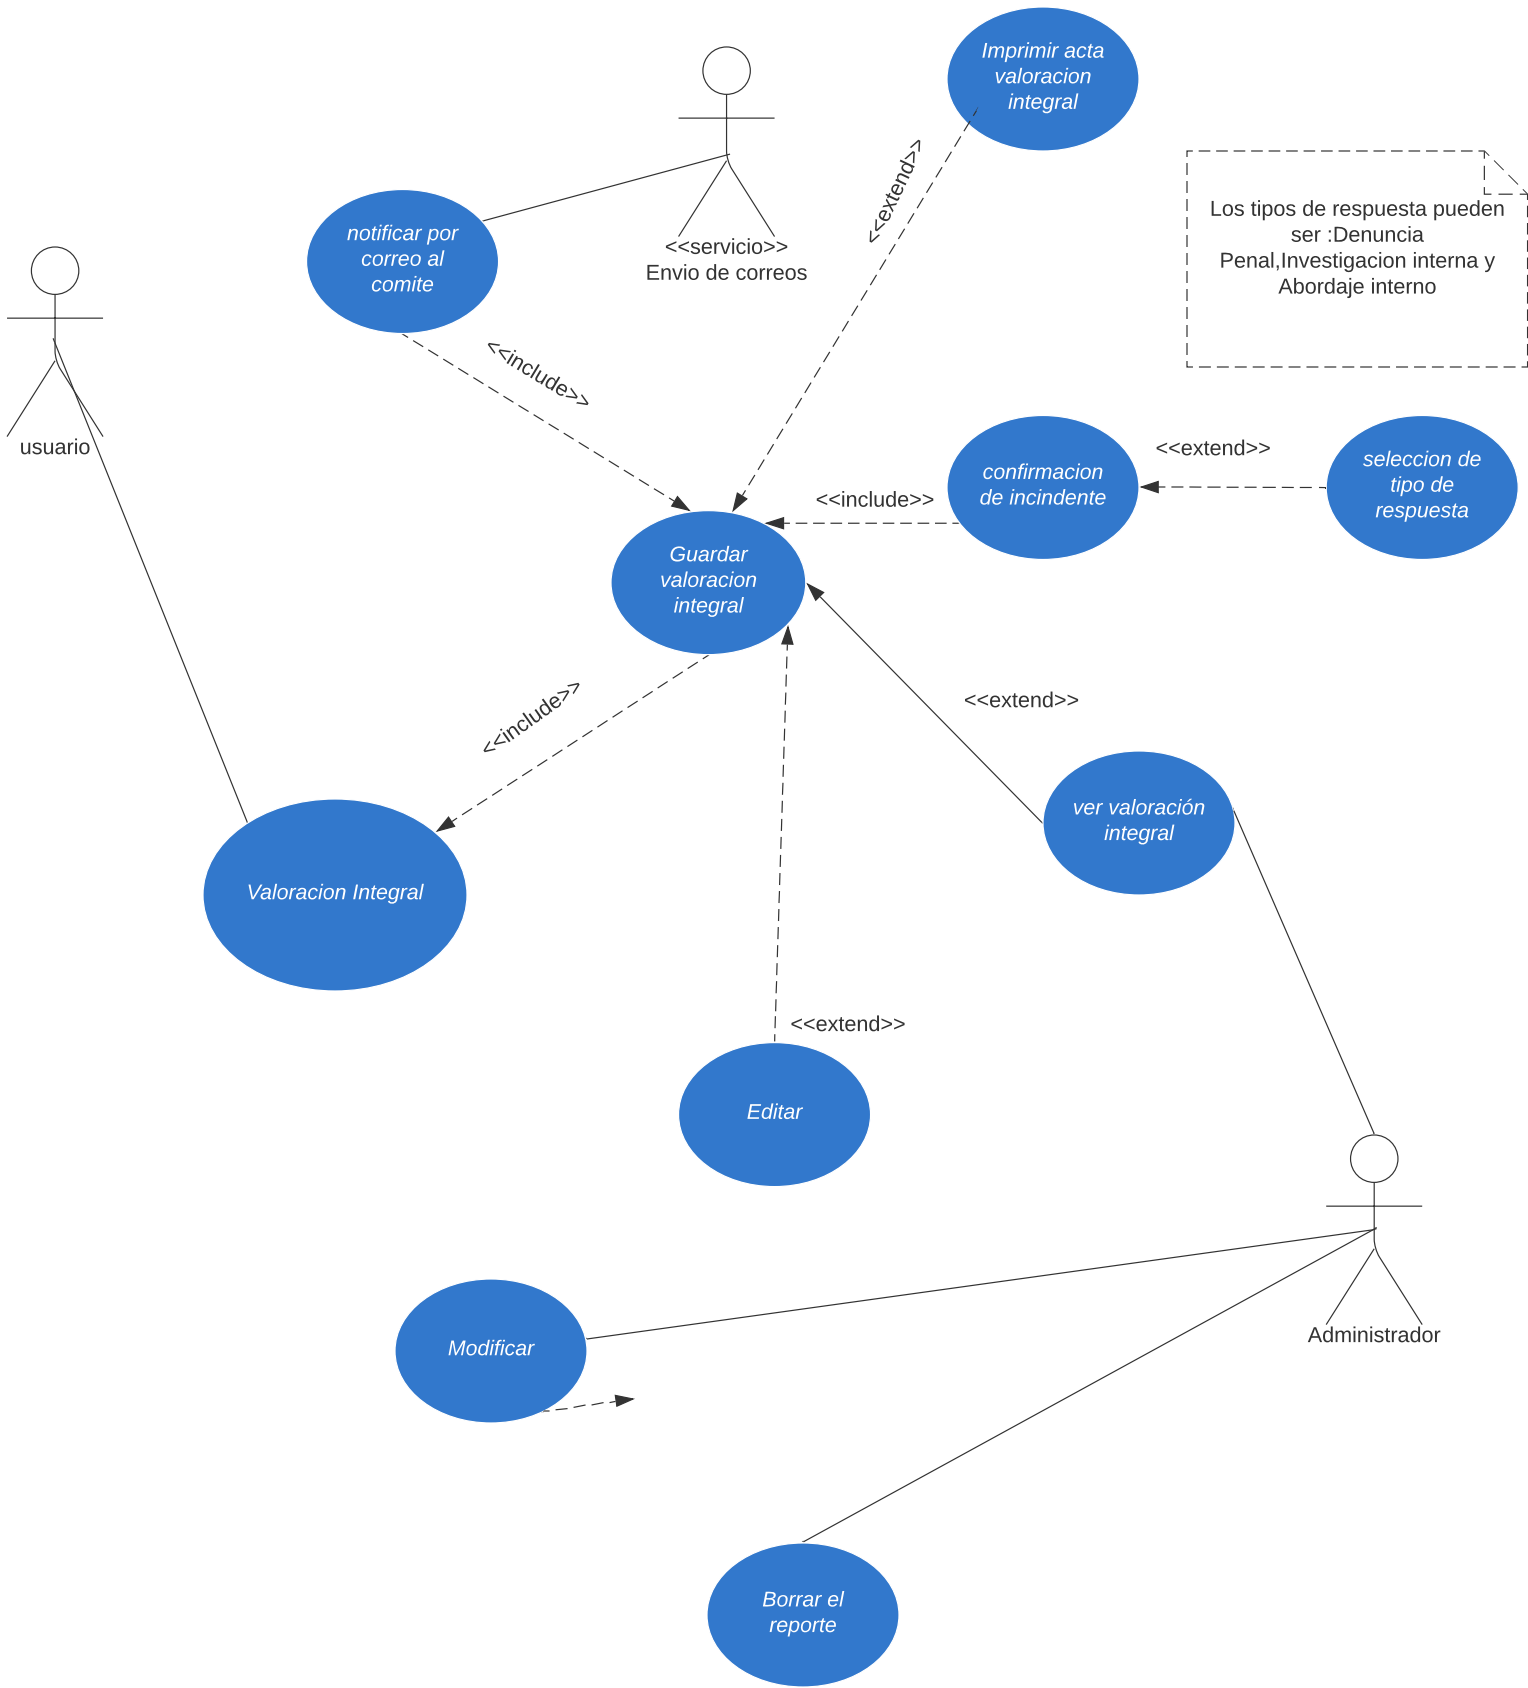 Imprimir acta
valoracion
integral
<<extend>>
<<servicio>>
Envio de correos
notificar por
correo al
comite
Los tipos de respuesta pueden
ser :Denuncia
Penal,Investigacion interna y
Abordaje interno
usuario
<<include>>
confirmacion
de incindente
<<extend>>
seleccion de
tipo de
respuesta
<<include>>
Guardar
valoracion
integral
<<include>>
<<extend>>
ver valoración
integral
Valoracion Integral
<<extend>>
Editar
Administrador
Modificar
Borrar el
reporte